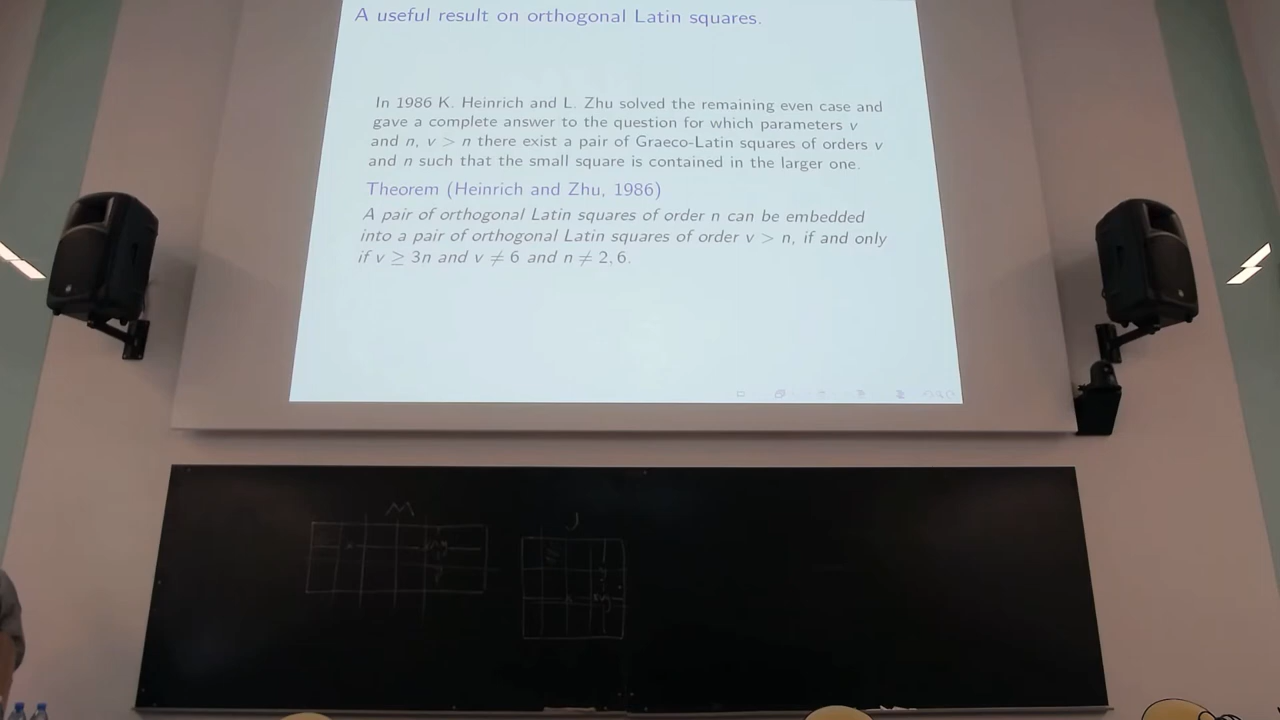 A useful result on orthogonal Latin squares.
In 1986 K. Heinrich and L. Zhu solved the remaining even case and
gave a complete answer to the question for which parameters v
and n, v > n there exist a pair of Graeco-Latin squares of orders v
and n such that the small square is contained in the larger one.
Theorem (Heinrich and Zhu, 1986)
A pair of orthogonal Latin squares of order n can be embedded
into a pair of orthogonal Latin squares of order v > n, if and only
if v ≥ 3n and v ≠ 6 and n ≠ 2, 6.
M